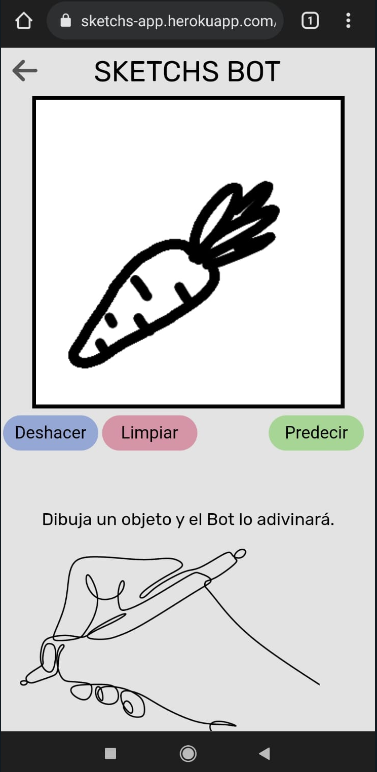 sketchs-app.herokuapp.com,
1
SKETCHS BOT
Deshacer
Limpiar
Predecir
Dibuja un objeto y el Bot lo adivinará.